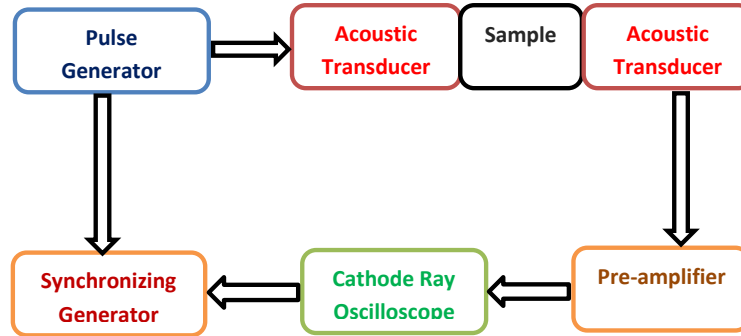 Pulse
Generator
Acoustic
Transducer
Sample
Acoustic
Transducer
Synchronizing
Generator
Cathode Ray
Oscilloscope
Pre-amplifier